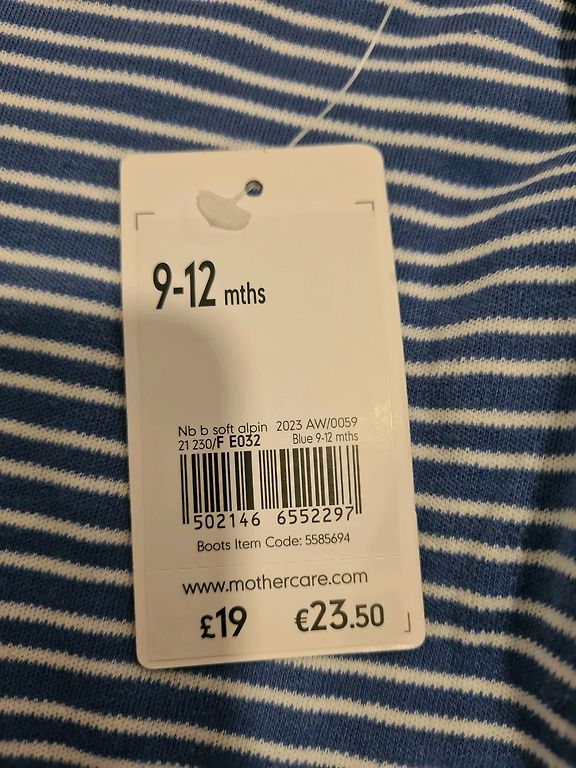 9-12 mths
Nb b soft alpin 2023 AW/0059
21 230/F E032 Blue 9-12 mths
502146 6552297
Boots Item Code: 5585694
www.mothercare.com
£19 €23.50